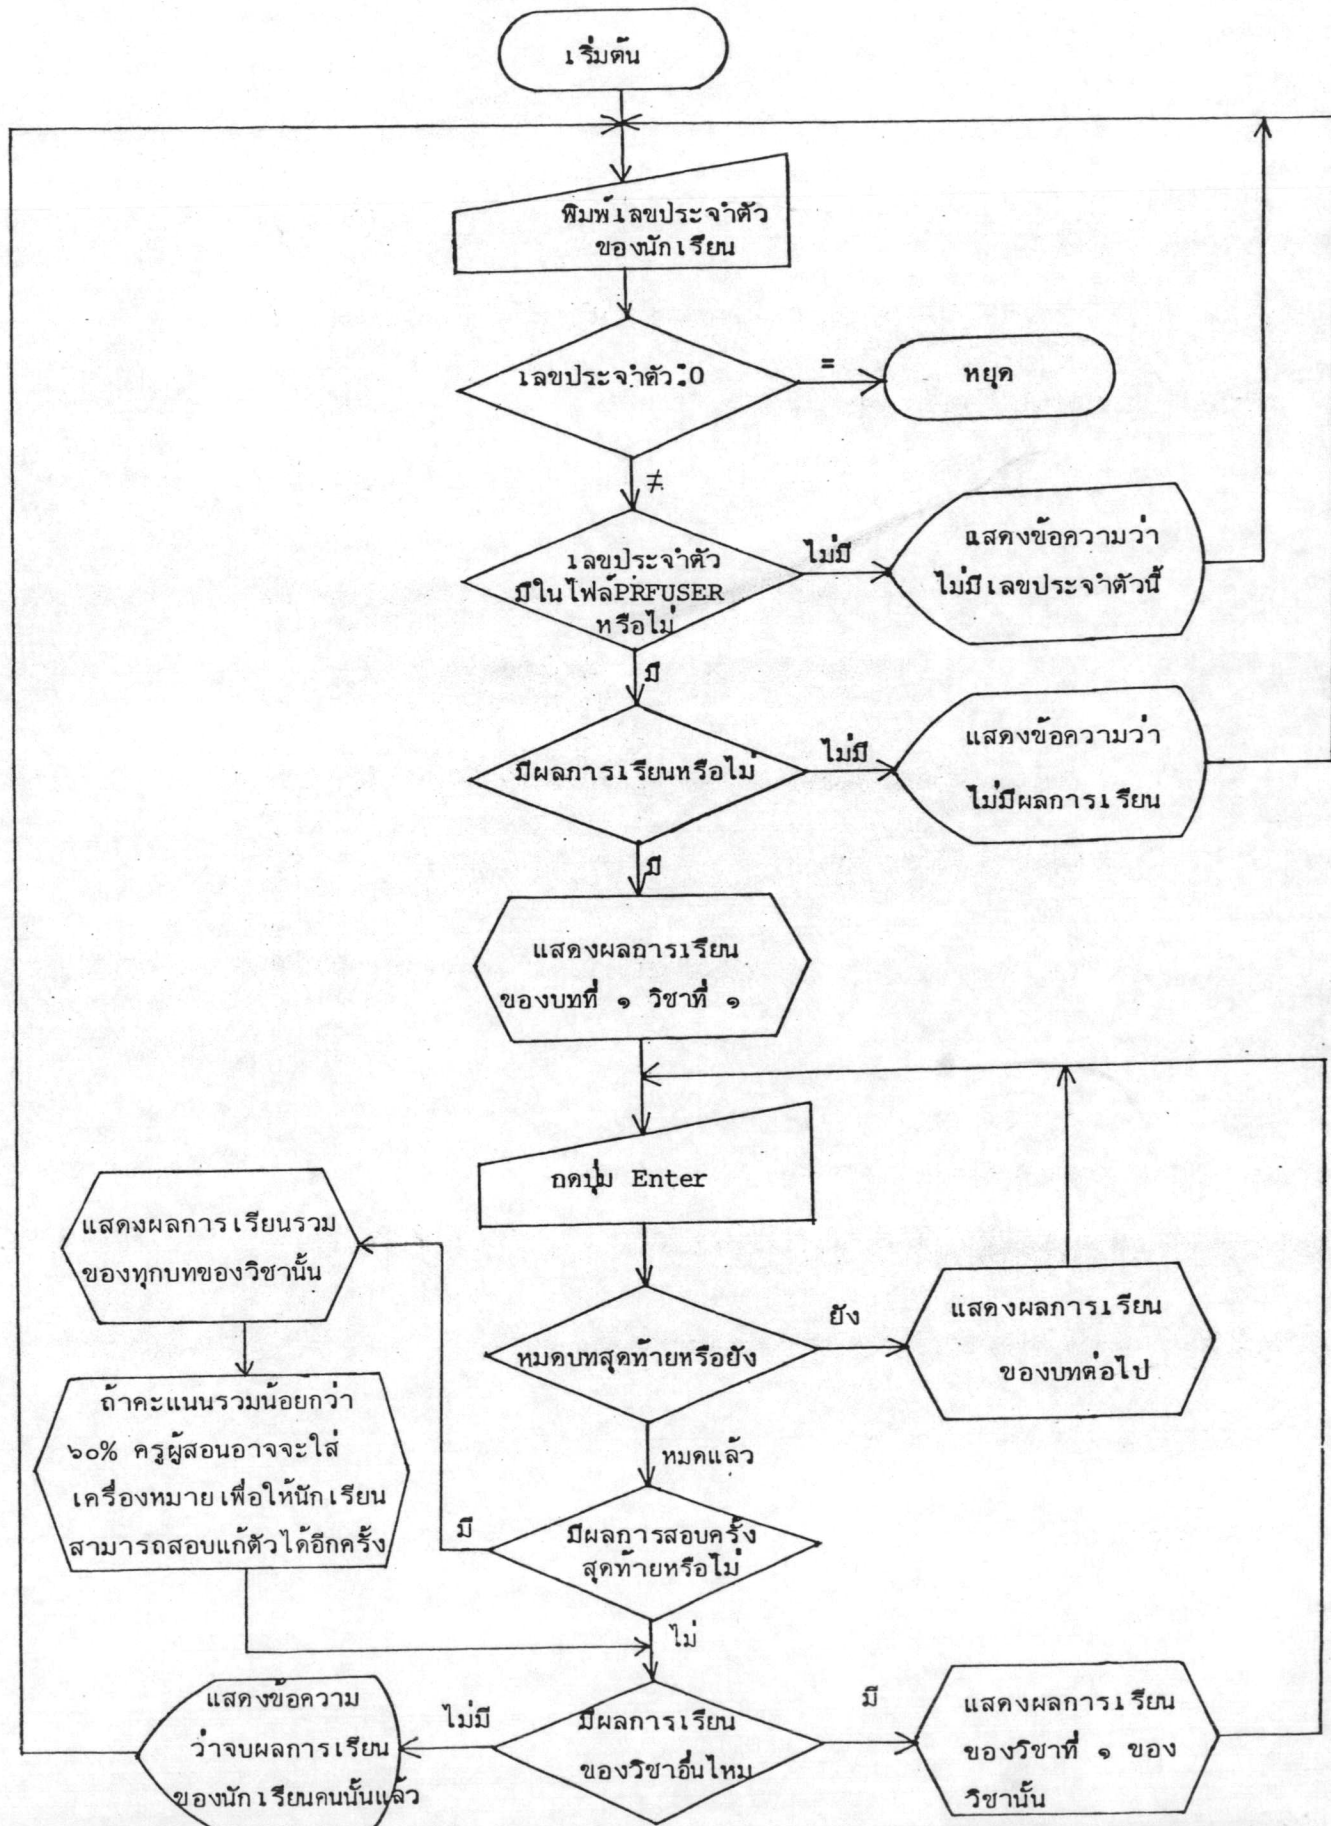 เริ่มต้น
พิมพ์เลขประจำตัว
ของนักเรียน
เลขประจำตัว:0
=
หยุด
≠
เลขประจำตัว
มีในไฟล์PRFUSER
หรือไม่
ไม่มี
แสดงข้อความว่า
ไม่มีเลขประจำตัวนี้
มี
มีผลการเรียนหรือไม่
ไม่มี
แสดงข้อความว่า
ไม่มีผลการเรียน
มี
แสดงผลการเรียน
ของบทที่ ๑ วิชาที่ ๑
กดปุ่ม Enter
แสดงผลการเรียนรวม
ของทุกบทของวิชานั้น
หมดบทสุดท้ายหรือยัง
ยัง
แสดงผลการเรียน
ของบทต่อไป
ถ้าคะแนนรวมน้อยกว่า
๖๐% ครูผู้สอนอาจจะใส่
เครื่องหมายเพื่อให้นักเรียน
สามารถสอบแก้ตัวได้อีกครั้ง
หมดแล้ว
มี
มีผลการสอบครั้ง
สุดท้ายหรือไม่
ไม่
แสดงข้อความ
ว่าจบผลการเรียน
ของนักเรียนคนนั้นแล้ว
ไม่มี
มีผลการเรียน
ของวิชาอื่นไหม
มี
แสดงผลการเรียน
ของวิชาที่ ๑ ของ
วิชานั้น